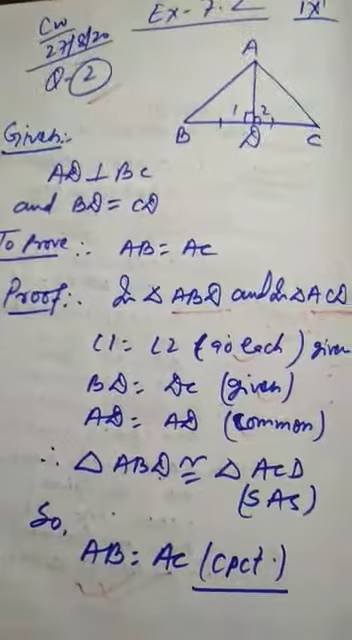 CW
27/8/20
Ex-7.2 IX
Q-2
A
1 2
B D C
Given:-
AD ⊥ BC
and BD = CD
To Prove:- AB = AC
Proof:- In △ ABD and In △ ACD
∠1 = ∠2 (90 each) given
BD = DC (given)
AD = AD (common)
∴ △ ABD ≅ △ ACD
(SAS)
So,
AB = AC (cpct.)